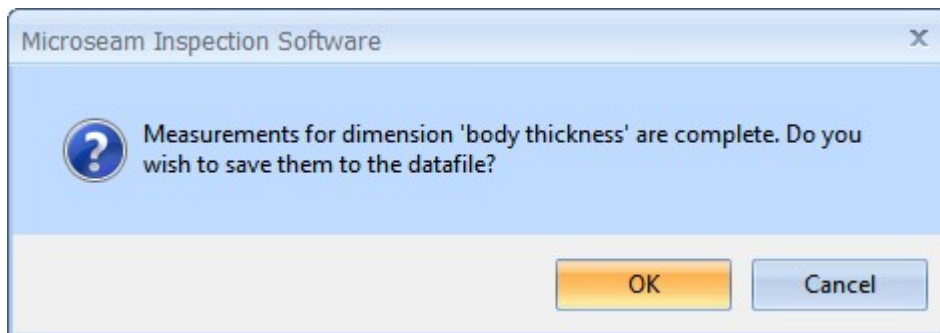 Microseam Inspection Software
Measurements for dimension 'body thickness' are complete. Do you
wish to save them to the datafile?
OK Cancel